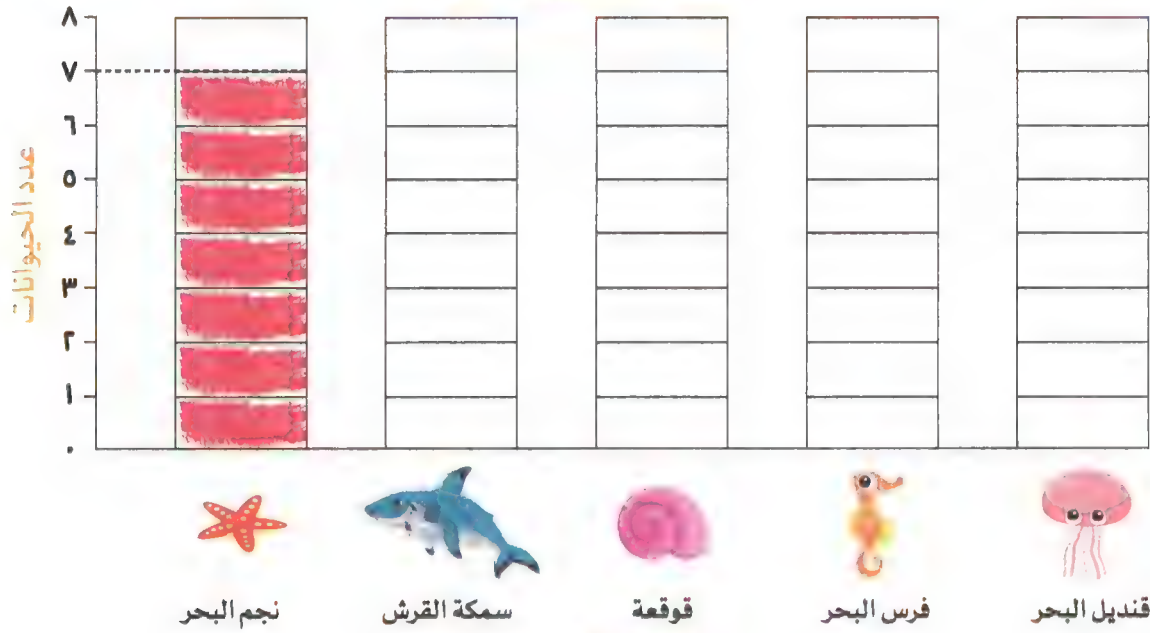 ٨
٧
٦
٥
٤
٣
٢
١
٠
عدد الحيوانات
نجم البحر
سمكة القرش
قوقعة
فرس البحر
قنديل البحر